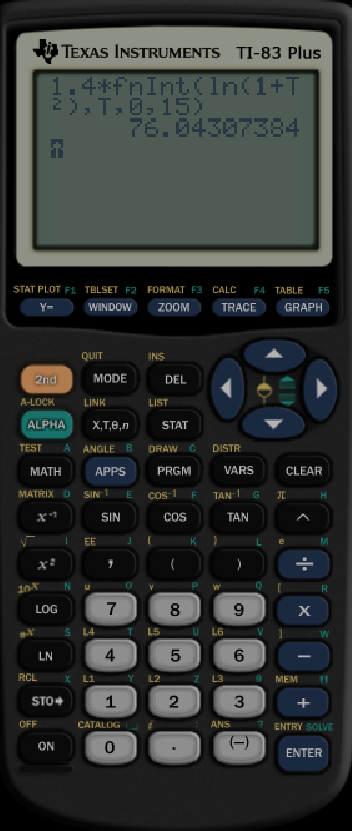 TEXAS INSTRUMENTS TI-83 Plus
1.4*fnInt(ln(1+T
²),T,0,15)
76.04307384
STAT PLOT F1 TBLSET F2 FORMAT F3 CALC F4 TABLE F5
Y= WINDOW ZOOM TRACE GRAPH
QUIT INS
2nd MODE DEL
A-LOCK LINK LIST
ALPHA X,T,θ,n STAT
TEST A ANGLE B DRAW C DISTR
MATH APPS PRGM VARS CLEAR
MATRIX D SIN⁻¹ E COS⁻¹ F TAN⁻¹ G π H
x⁻¹ SIN COS TAN ^
√ I EE J { K } L e M
x² , ( ) ÷
10ˣ N u O v P w Q [ R
LOG 7 8 9 x
eˣ S L4 T L5 U L6 V ] W
LN 4 5 6 −
RCL X L1 Y L2 Z L3 θ MEM "
STO➔ 1 2 3 +
OFF CATALOG ANS ? ENTRY SOLVE
ON 0 . (−) ENTER